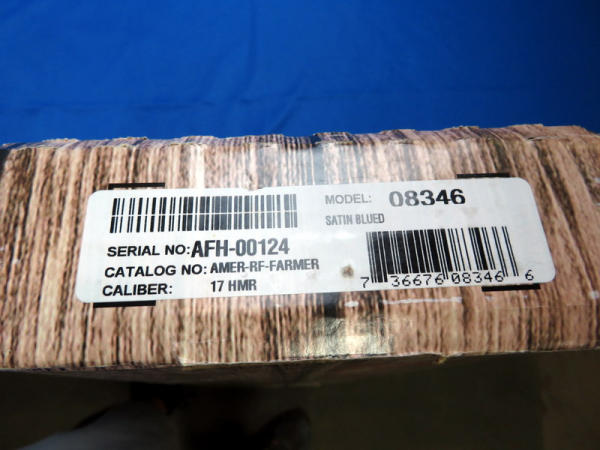 MODEL: 08346
SATIN BLUED
SERIAL NO: AFH-00124
CATALOG NO: AMER-RF-FARMER
CALIBER: 17 HMR
7 36676 08346 6